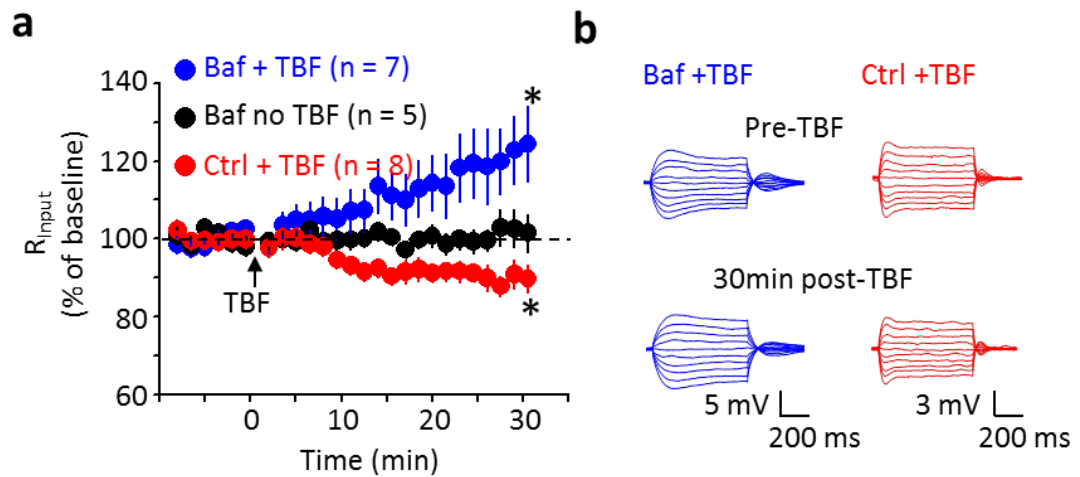 a
Baf + TBF (n = 7)
Baf no TBF (n = 5)
Ctrl + TBF (n = 8)
*
*
140
120
100
80
60
R_Input
(% of baseline)
TBF
0
10
20
30
Time (min)
b
Baf +TBF
Ctrl +TBF
Pre-TBF
30min post-TBF
5 mV
200 ms
3 mV
200 ms